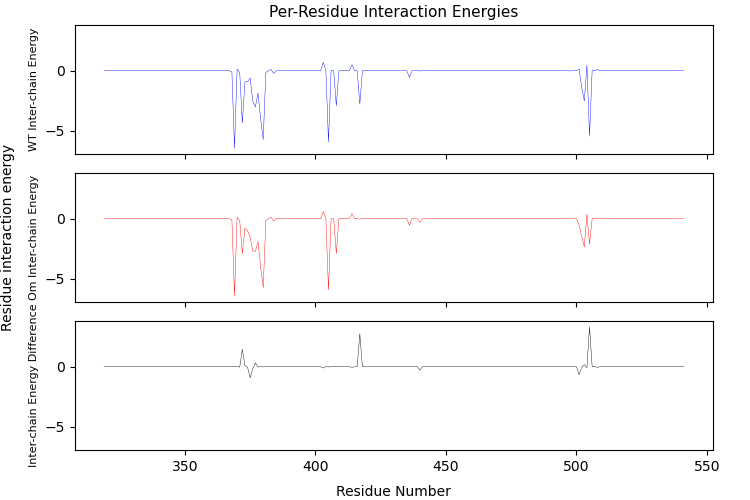 Per-Residue Interaction Energies
Residue interaction energy
WT Inter-chain Energy
0
−5
Om Inter-chain Energy
0
−5
Inter-chain Energy Difference
0
−5
350
400
450
500
550
Residue Number